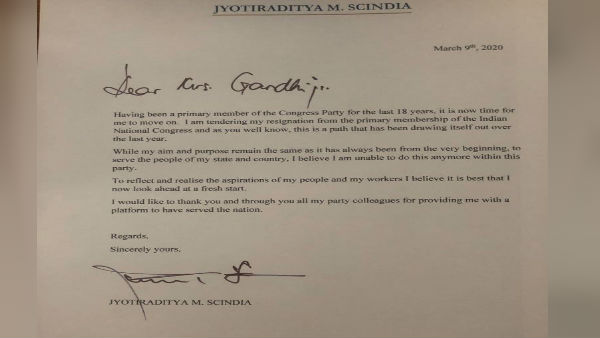 JYOTIRADITYA M. SCINDIA
March 9th, 2020
Dear Mrs. Gandhiji.
Having been a primary member of the Congress Party for the last 18 years, it is now time for
me to move on. I am tendering my resignation from the primary membership of the Indian
National Congress and as you well know, this is a path that has been drawing itself out over
the last year.
While my aim and purpose remain the same as it has always been from the very beginning, to
serve the people of my state and country, I believe I am unable to do this anymore within this
party.
To reflect and realise the aspirations of my people and my workers I believe it is best that I
now look ahead at a fresh start.
I would like to thank you and through you all my party colleagues for providing me with a
platform to have served the nation.
Regards,
Sincerely yours,
JYOTIRADITYA M. SCINDIA